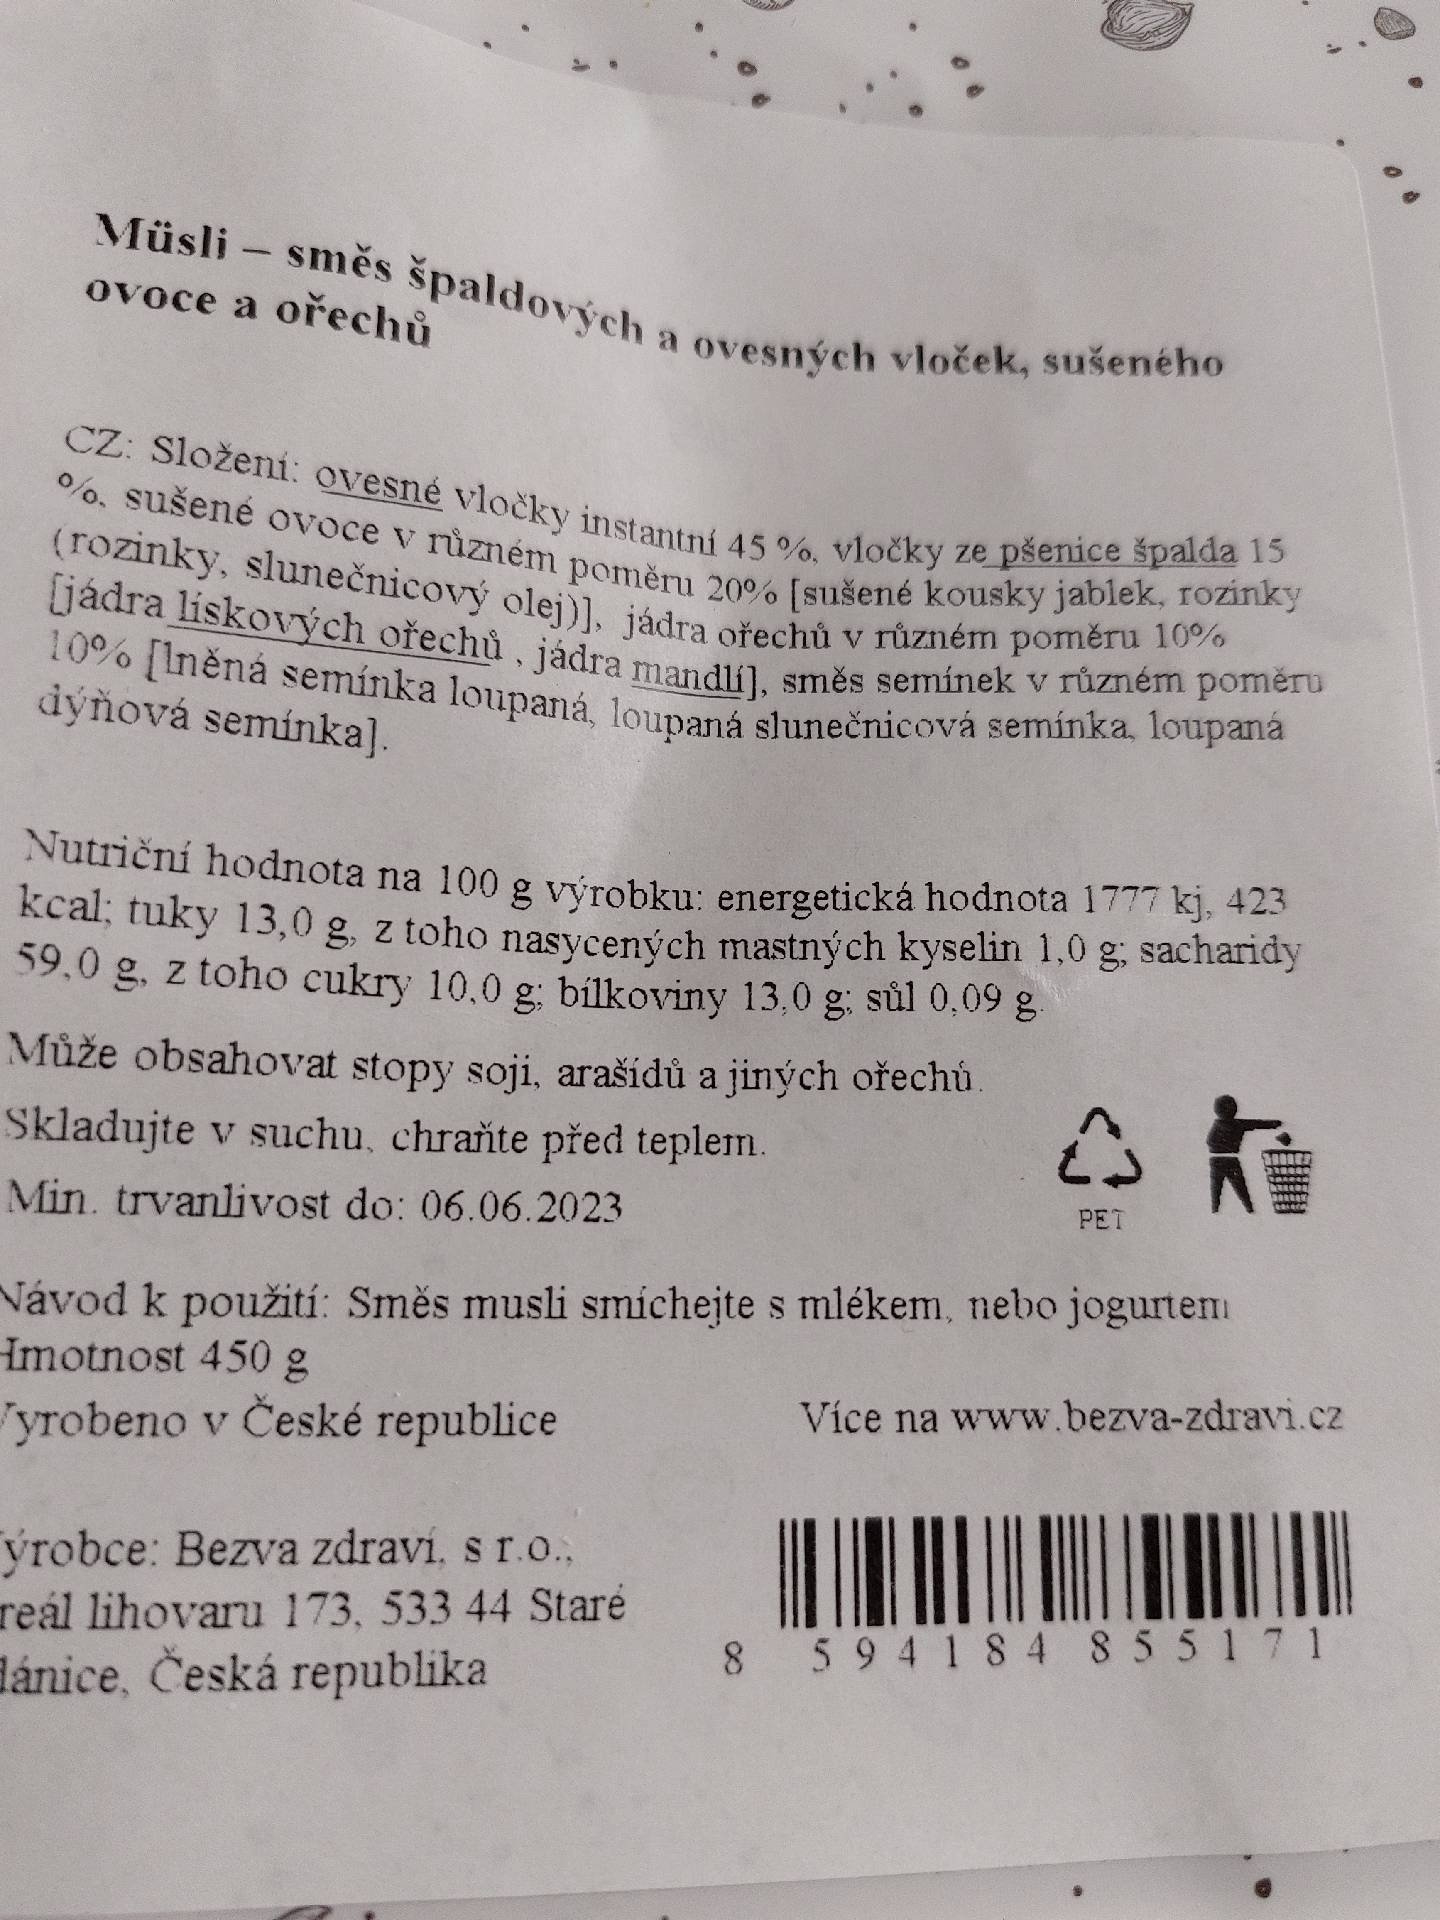 Müsli – směs špaldových a ovesných vloček, sušeného
ovoce a ořechů
CZ: Složení: ovesné vločky instantní 45 %, vločky ze pšenice špalda 15
%, sušené ovoce v různém poměru 20% [sušené kousky jablek, rozinky
(rozinky, slunečnicový olej)], jádra ořechů v různém poměru 10%
[jádra lískových ořechů , jádra mandlí], směs semínek v různém poměru
10% [lněná semínka loupaná, loupaná slunečnicová semínka, loupaná
dýňová semínka].
Nutriční hodnota na 100 g výrobku: energetická hodnota 1777 kj, 423
kcal; tuky 13,0 g, z toho nasycených mastných kyselin 1,0 g; sacharidy
59,0 g, z toho cukry 10,0 g; bílkoviny 13,0 g; sůl 0,09 g.
Může obsahovat stopy soji, arašídů a jiných ořechů.
Skladujte v suchu, chraňte před teplem.
Min. trvanlivost do: 06.06.2023
PET
Návod k použití: Směs musli smíchejte s mlékem, nebo jogurtem
Hmotnost 450 g
Vyrobeno v České republice
Více na www.bezva-zdravi.cz
Výrobce: Bezva zdraví, s r.o.,
reál lihovaru 173, 533 44 Staré
dánice, Česká republika
8 594184 855171